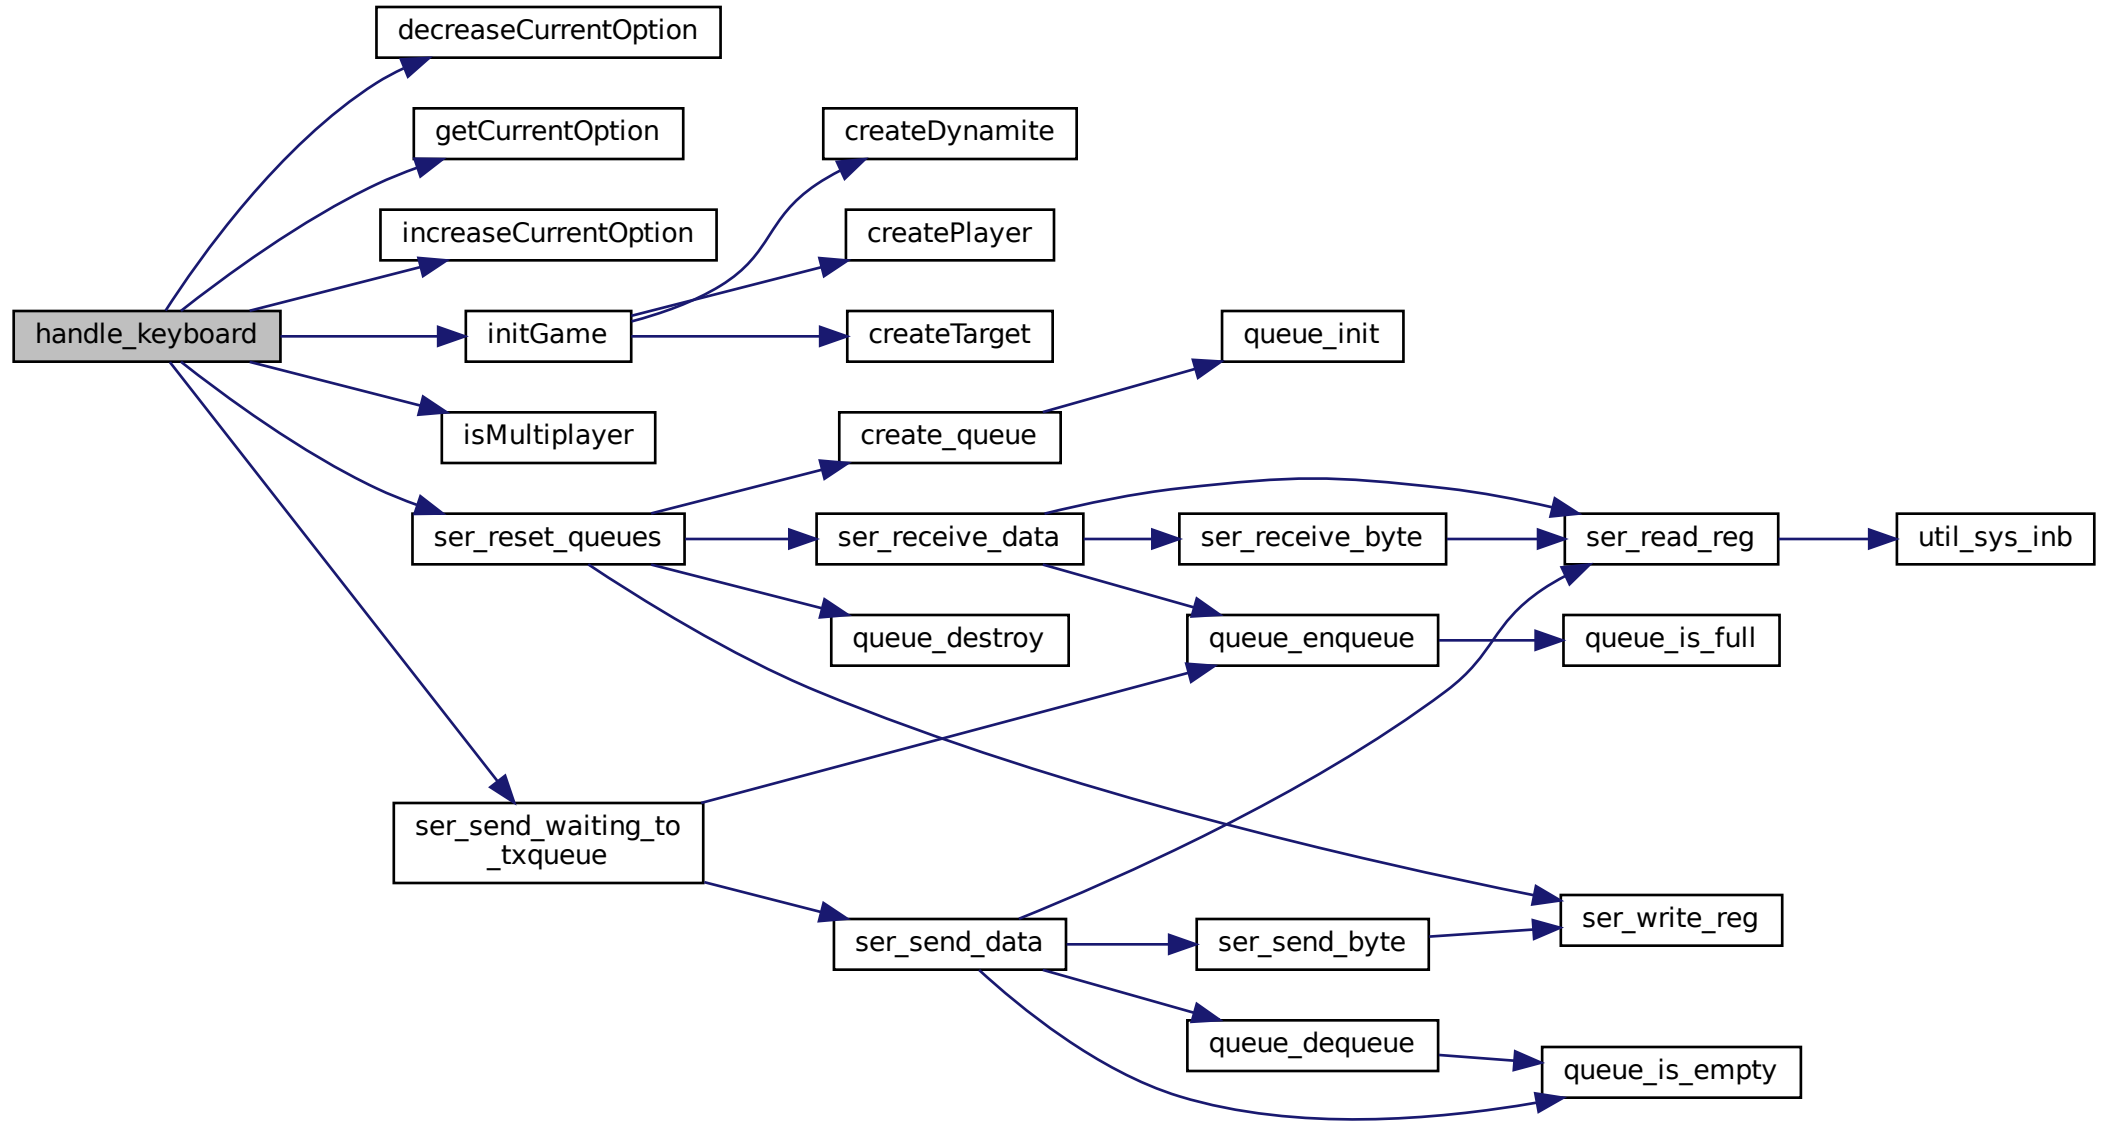 decreaseCurrentOption
getCurrentOption
createDynamite
increaseCurrentOption
createPlayer
handle_keyboard
initGame
createTarget
queue_init
isMultiplayer
create_queue
ser_reset_queues
ser_receive_data
ser_receive_byte
ser_read_reg
util_sys_inb
queue_destroy
queue_enqueue
queue_is_full
ser_send_waiting_to
_txqueue
ser_send_data
ser_send_byte
ser_write_reg
queue_dequeue
queue_is_empty